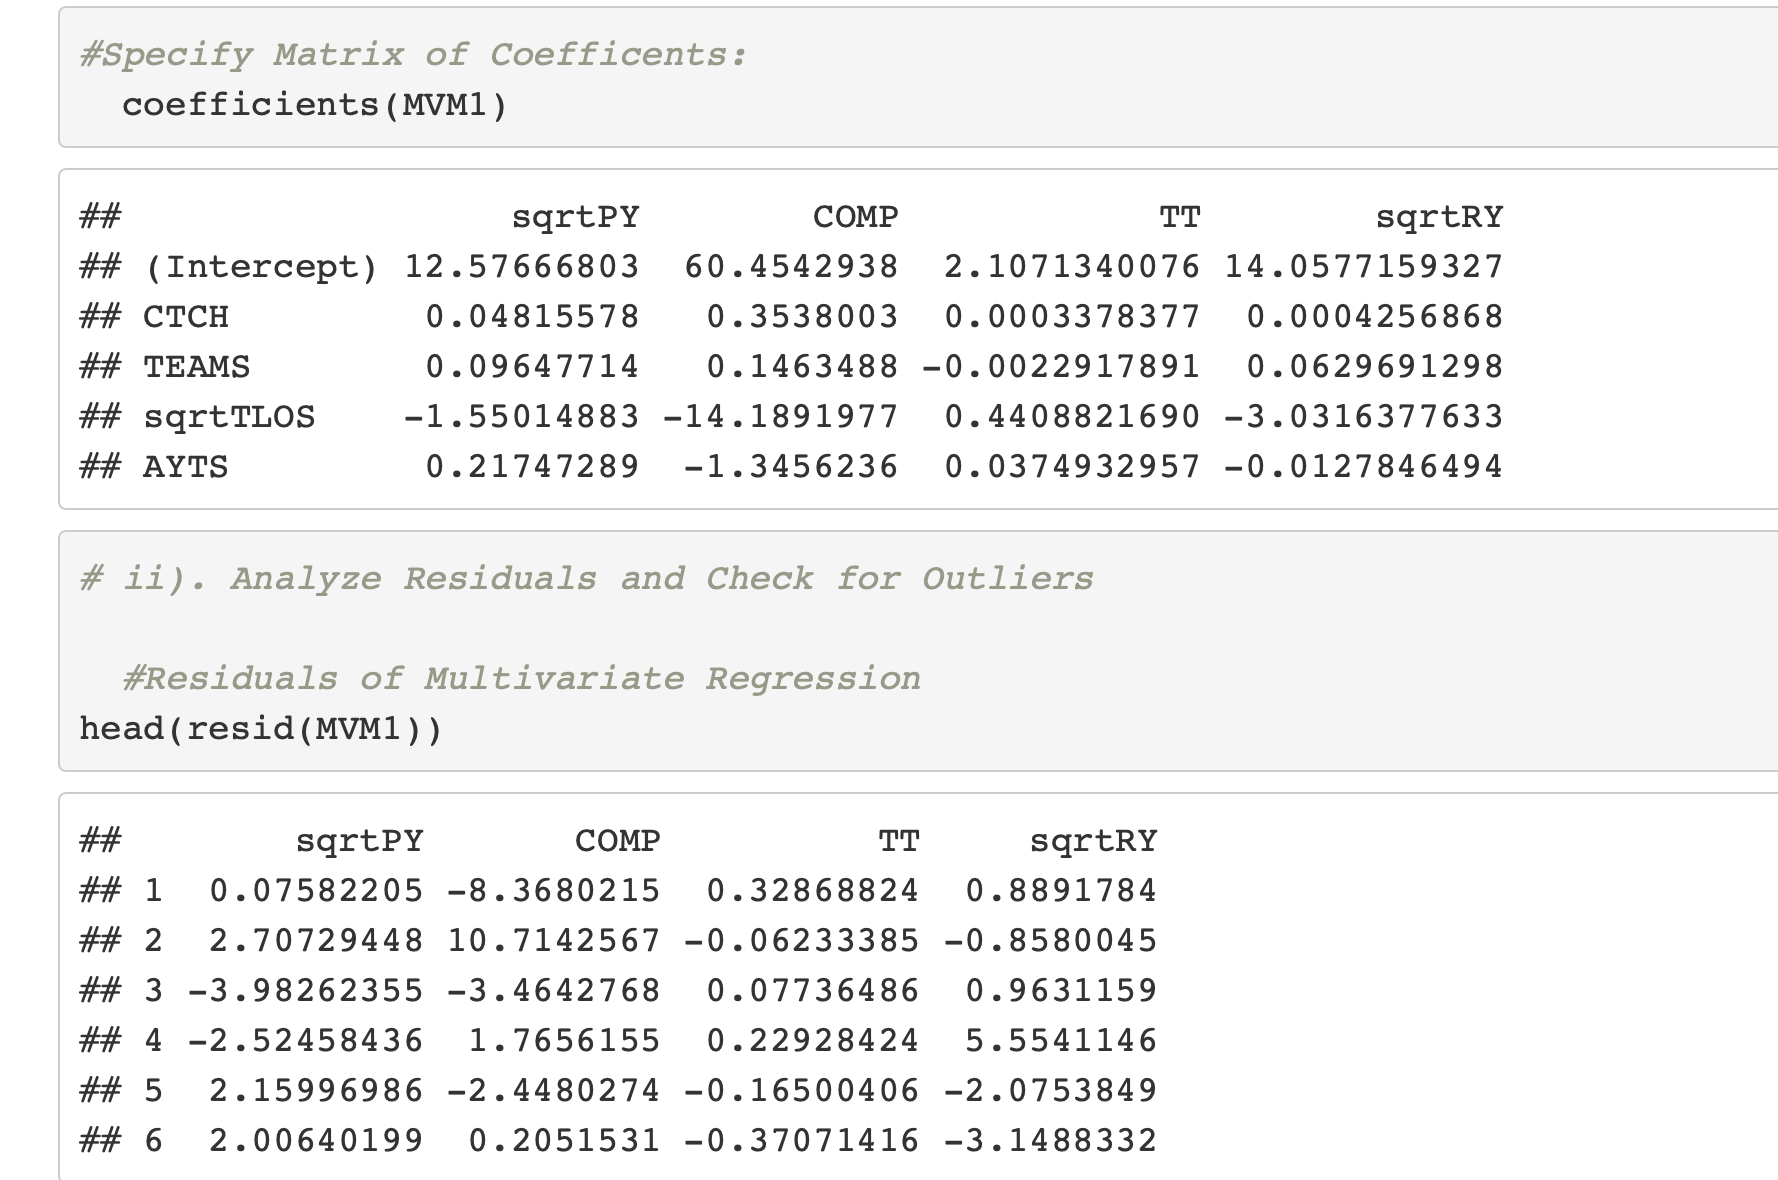 #Specify Matrix of Coefficents:
  coefficients(MVM1)
##                  sqrtPY        COMP            TT        sqrtRY
## (Intercept) 12.57666803  60.4542938  2.1071340076 14.0577159327
## CTCH         0.04815578   0.3538003  0.0003378377  0.0004256868
## TEAMS        0.09647714   0.1463488 -0.0022917891  0.0629691298
## sqrtTLOS    -1.55014883 -14.1891977  0.4408821690 -3.0316377633
## AYTS         0.21747289  -1.3456236  0.0374932957 -0.0127846494
# ii). Analyze Residuals and Check for Outliers
  #Residuals of Multivariate Regression
head(resid(MVM1))
##        sqrtPY       COMP          TT    sqrtRY
## 1  0.07582205 -8.3680215  0.32868824  0.8891784
## 2  2.70729448 10.7142567 -0.06233385 -0.8580045
## 3 -3.98262355 -3.4642768  0.07736486  0.9631159
## 4 -2.52458436  1.7656155  0.22928424  5.5541146
## 5  2.15996986 -2.4480274 -0.16500406 -2.0753849
## 6  2.00640199  0.2051531 -0.37071416 -3.1488332